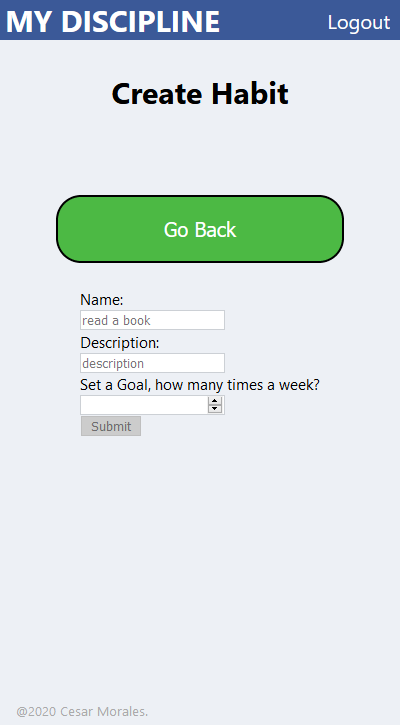 MY DISCIPLINE Logout
Create Habit
Go Back
Name:
read a book
Description:
description
Set a Goal, how many times a week?
Submit
@2020 Cesar Morales.